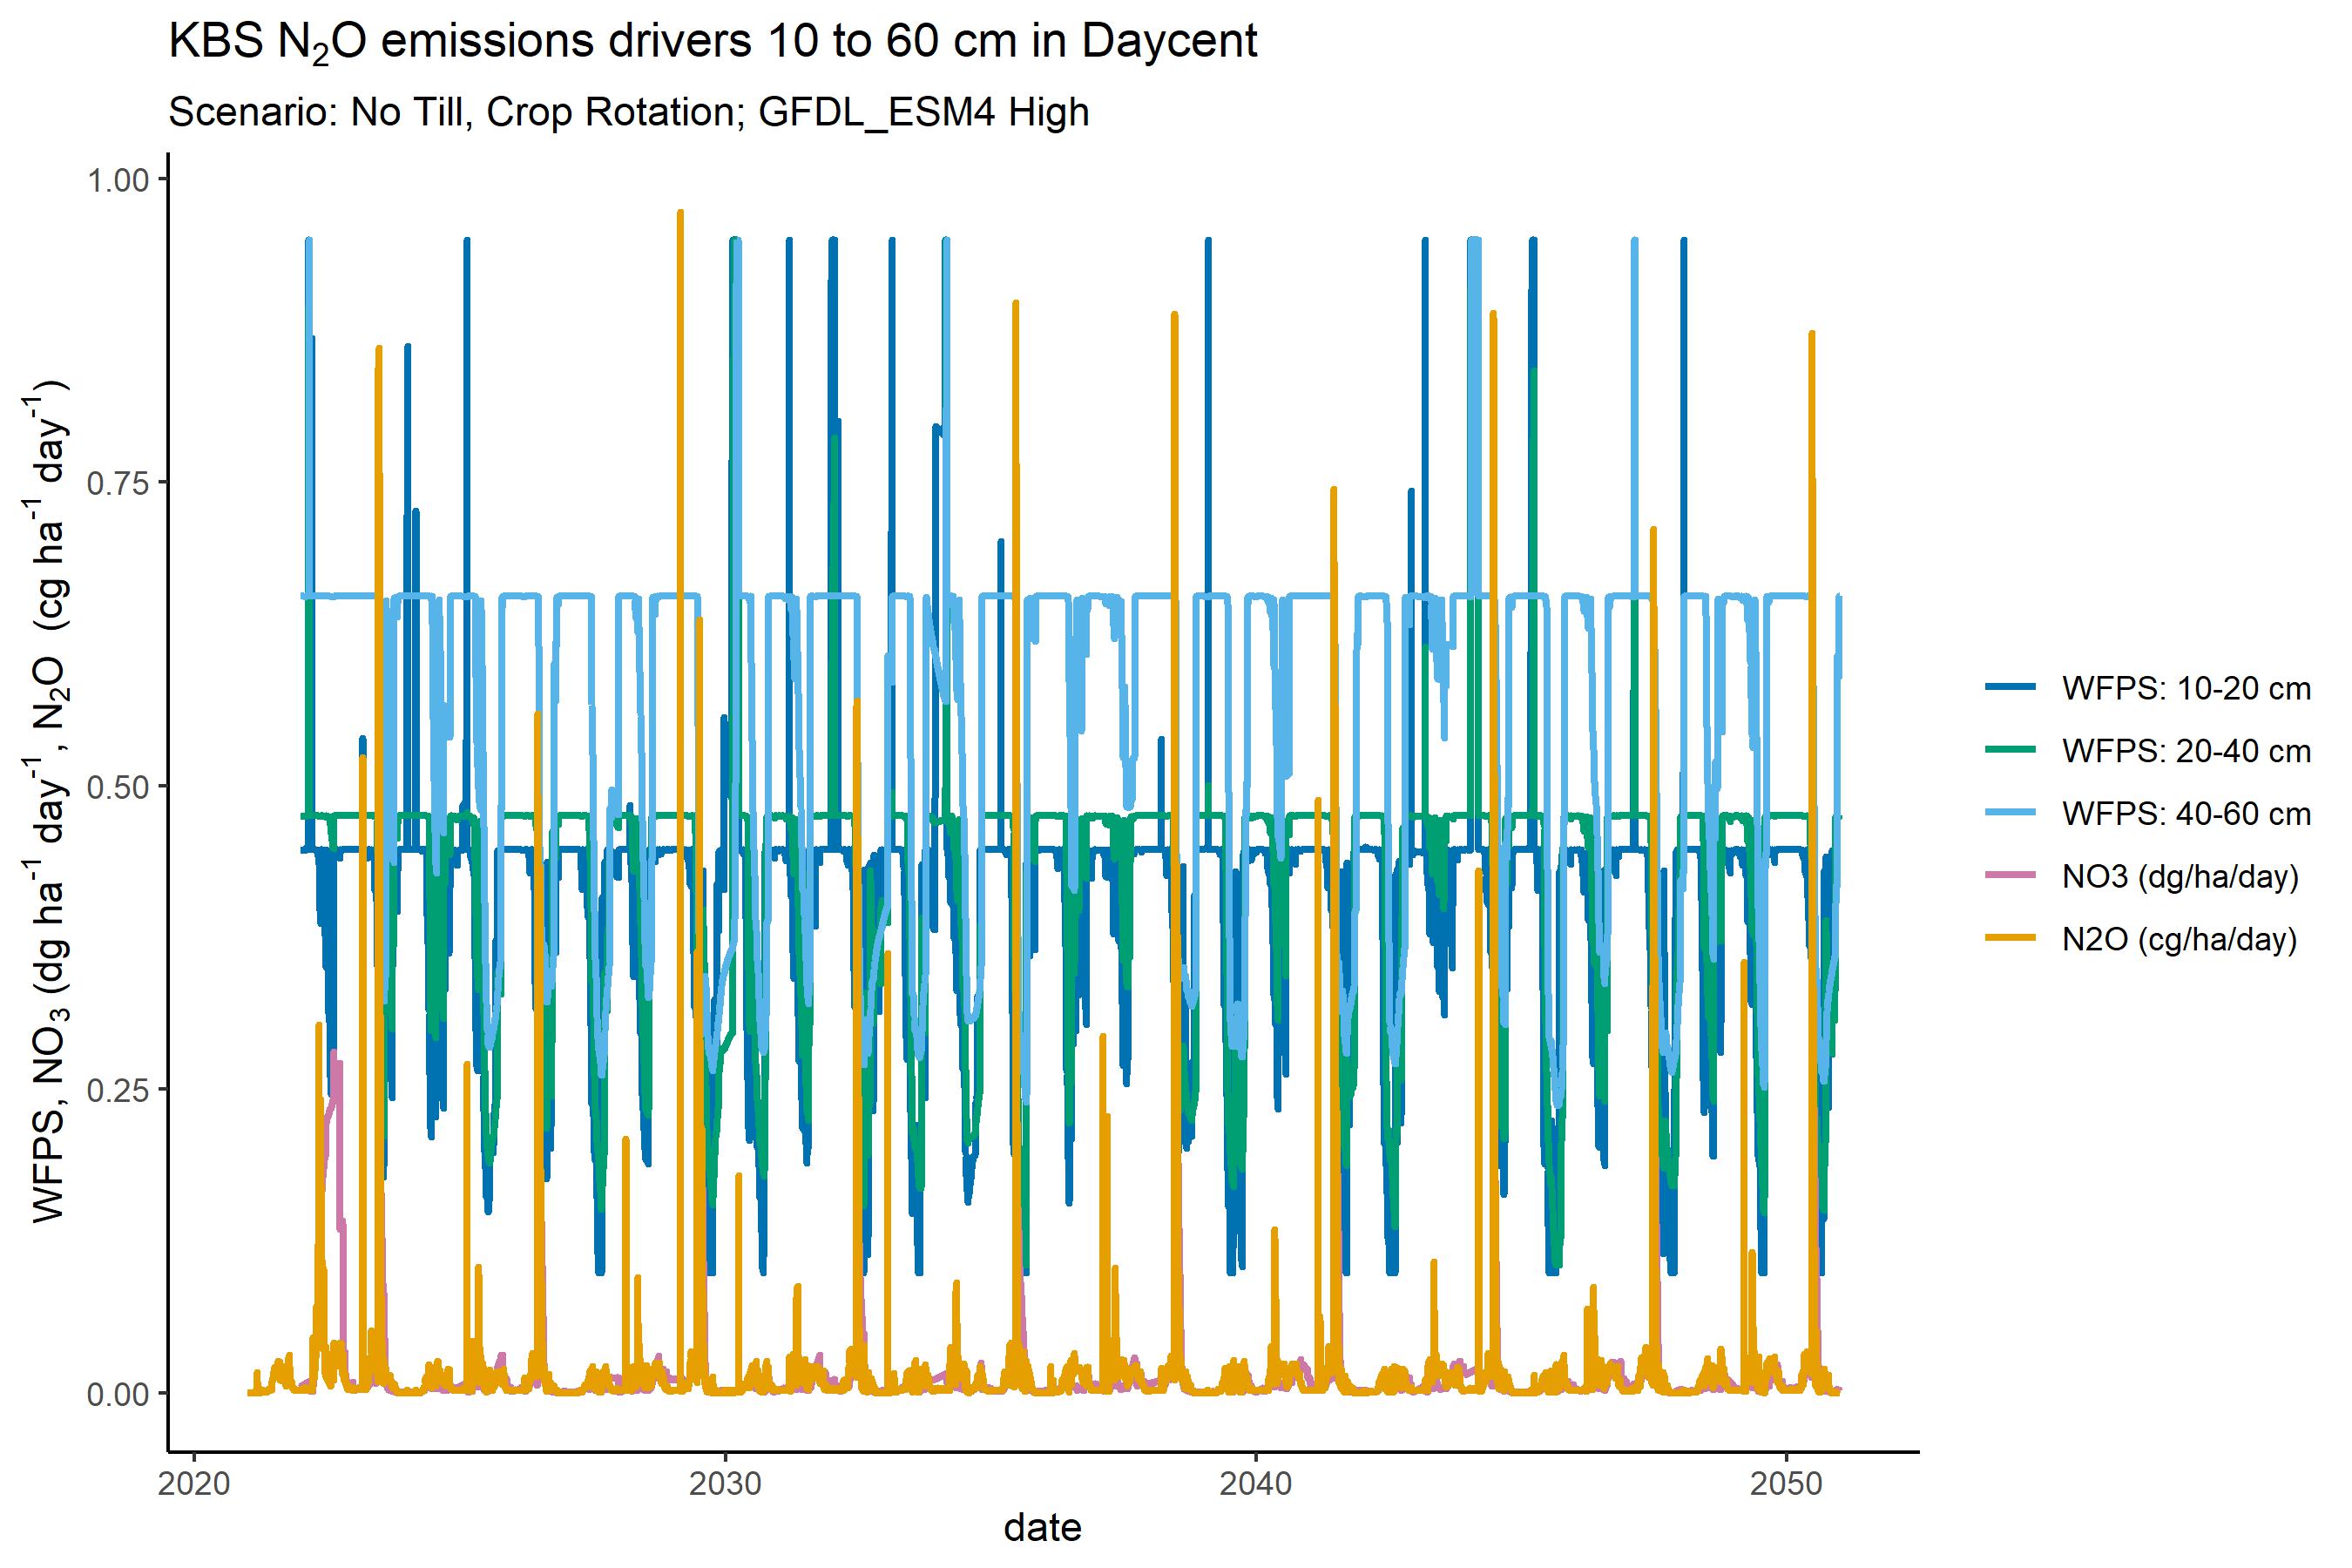 KBS N₂O emissions drivers 10 to 60 cm in Daycent
Scenario: No Till, Crop Rotation; GFDL_ESM4 High
WFPS, NO₃ (dg ha⁻¹ day⁻¹, N₂O (cg ha⁻¹ day⁻¹)
1.00
0.75
0.50
0.25
0.00
2020
2030
2040
2050
date
WFPS: 10-20 cm
WFPS: 20-40 cm
WFPS: 40-60 cm
NO3 (dg/ha/day)
N2O (cg/ha/day)